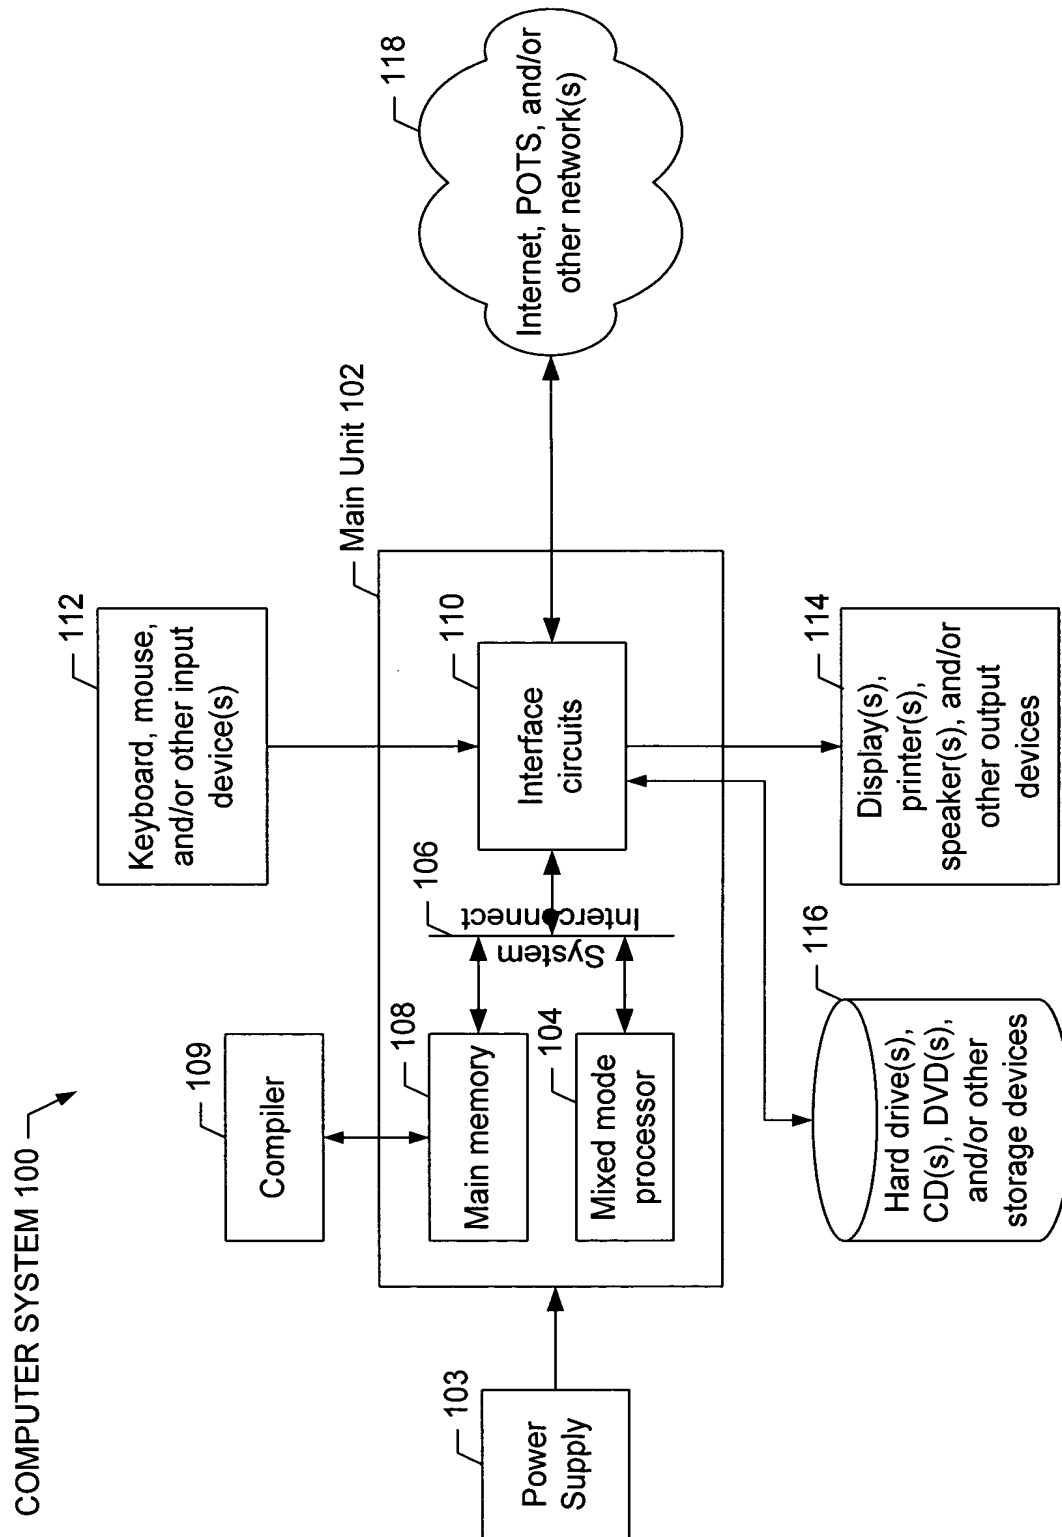 COMPUTER SYSTEM 100
109
Compiler
112
Keyboard, mouse,
and/or other input
device(s)
Main Unit 102
118
Internet, POTS, and/or
other network(s)
103
Power
Supply
108
Main memory
104
Mixed mode
processor
106
System
Interconnect
110
Interface
circuits
116
Hard drive(s),
CD(s), DVD(s),
and/or other
storage devices
114
Display(s),
printer(s),
speaker(s), and/or
other output
devices